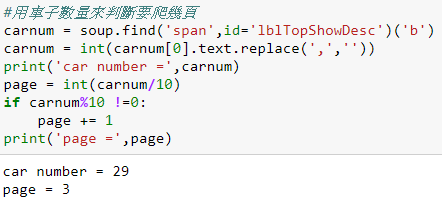 #用車子數量來判斷要爬幾頁
carnum = soup.find('span',id='lblTopShowDesc')('b')
carnum = int(carnum[0].text.replace(',',''))
print('car number =',carnum)
page = int(carnum/10)
if carnum%10 !=0:
    page += 1
print('page =',page)
car number = 29
page = 3